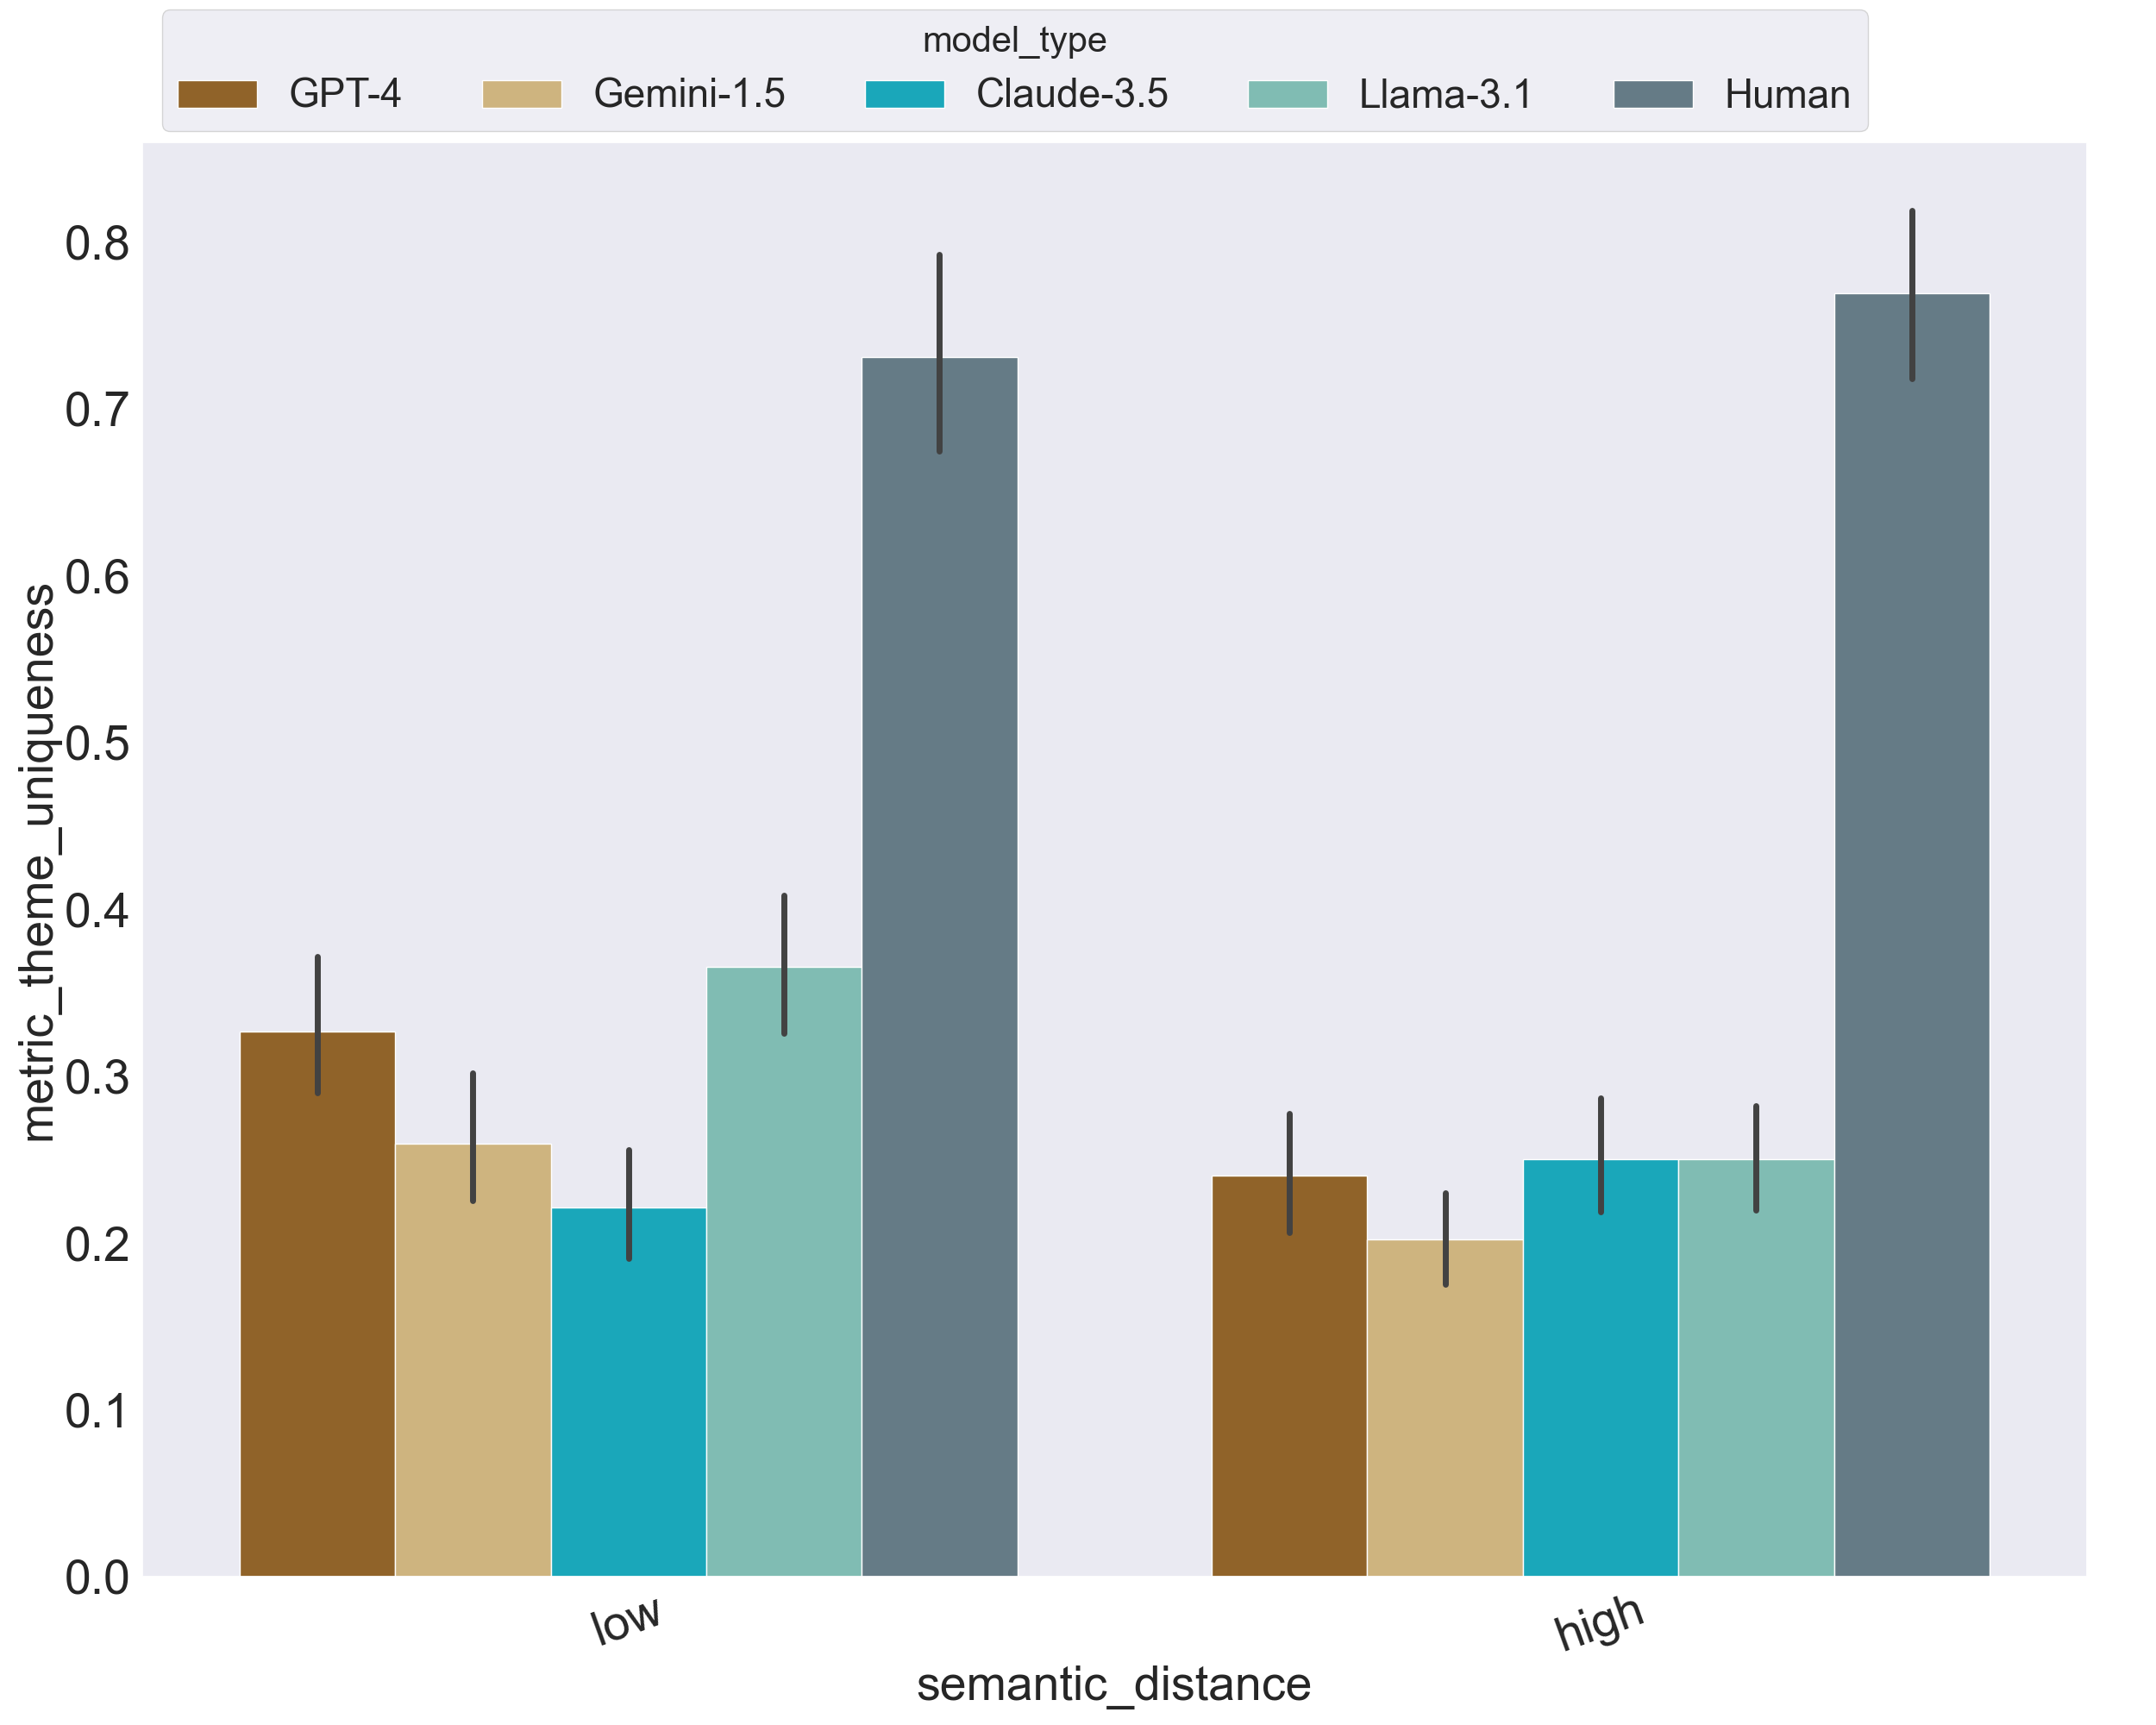 model_type
GPT-4 Gemini-1.5 Claude-3.5 Llama-3.1 Human
metric_theme_uniqueness
0.8
0.7
0.6
0.5
0.4
0.3
0.2
0.1
0.0
low high
semantic_distance